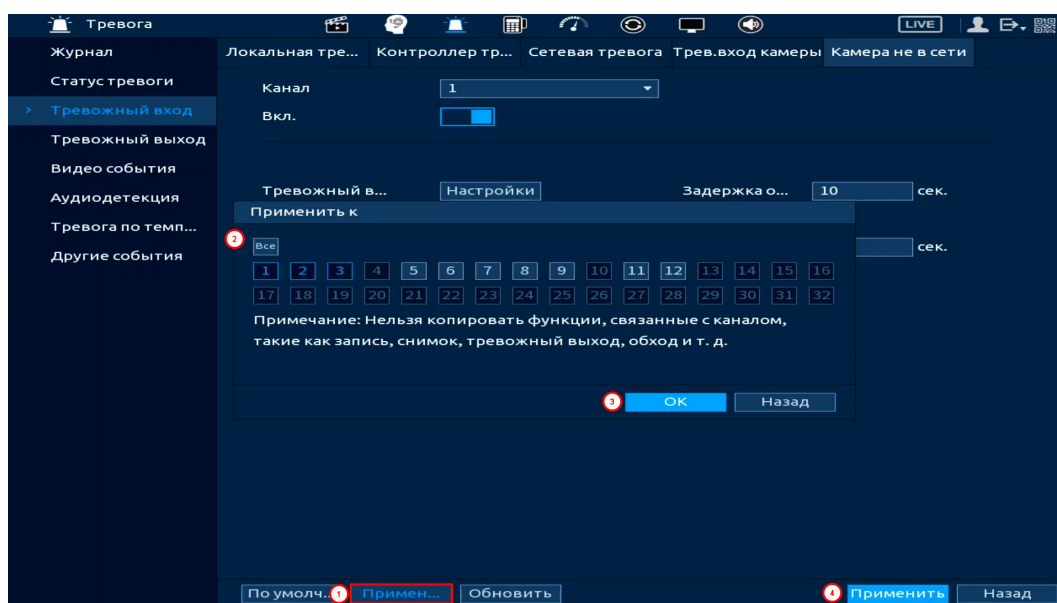 Тревога
LIVE
Журнал
Статус тревоги
Тревожный вход
Тревожный выход
Видео события
Аудиодетекция
Тревога по темп...
Другие события
Локальная тре... Контроллер тр... Сетевая тревога Трев.вход камеры Камера не в сети
Канал 1
Вкл.
Тревожный в... Настройки Задержка о... 10 сек.
Применить к
2 Все сек.
1 2 3 4 5 6 7 8 9 10 11 12 13 14 15 16
17 18 19 20 21 22 23 24 25 26 27 28 29 30 31 32
Примечание: Нельзя копировать функции, связанные с каналом,
такие как запись, снимок, тревожный выход, обход и т. д.
3 OK Назад
По умолч... 1 Примен... Обновить 4 Применить Назад